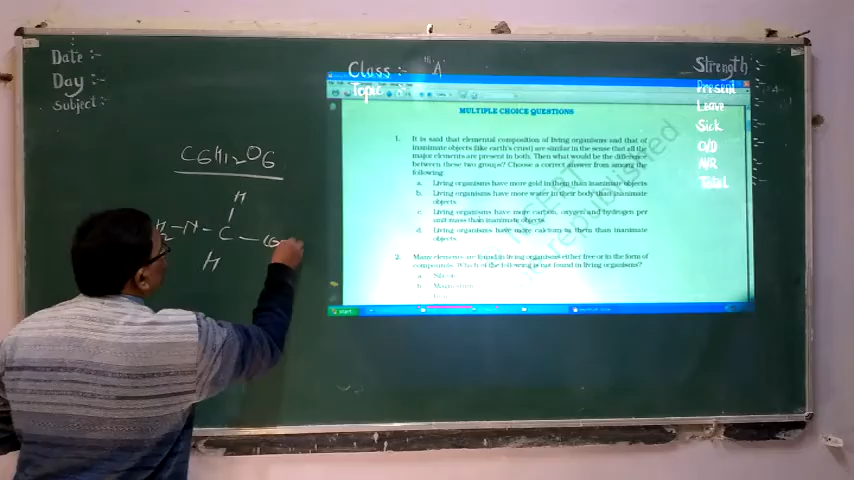 Date :-
Day :-
Subject :-
Class :- A
Topic
Strength :-
Present
Leave
Sick
O/D
N/R
Total
C6H12O6
H
H2-N-C-
H
MULTIPLE CHOICE QUESTIONS
1. It is said that elemental composition of living organisms and that of
inanimate objects (like earth's crust) are similar in the sense that all the
major elements are present in both. Then what would be the difference
between these two groups? Choose a correct answer from among the
following:
a. Living organisms have more gold in them than inanimate objects
b. Living organisms have more water in their body than inanimate
objects.
c. Living organisms have more carbon, oxygen and hydrogen per
unit mass than inanimate objects.
d. Living organisms have more calcium in them than inanimate
objects.
2. Many elements are found in living organisms either free or in the form of
compounds. Which of the following is not found in living organisms?
a. Silicon
b. Magnesium
Iron
start
NCERT
republished